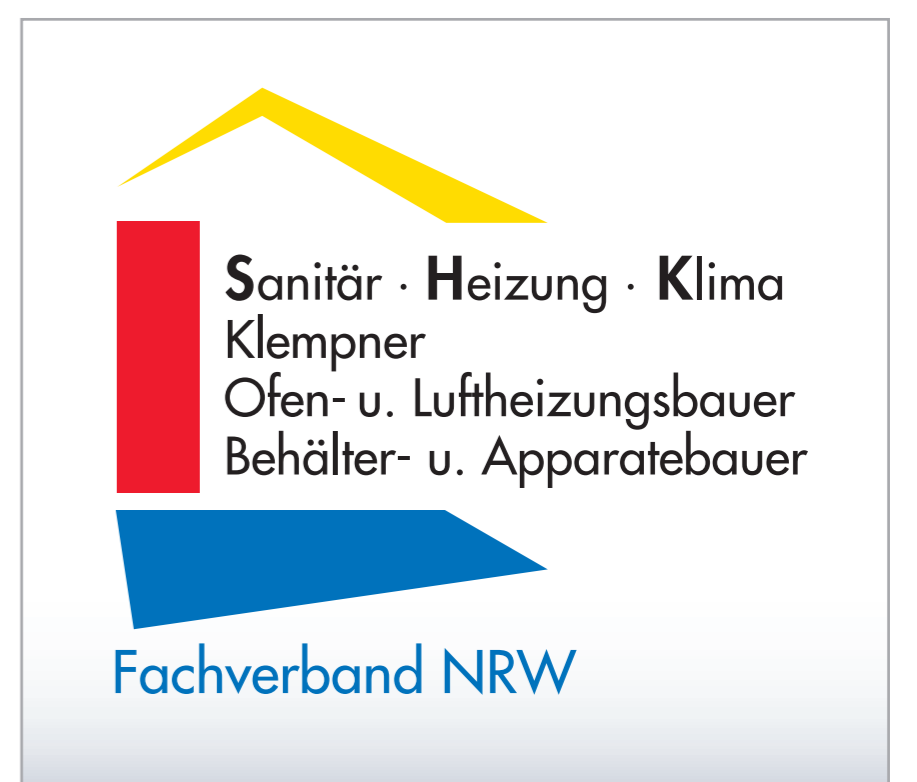 Sanitär · Heizung · Klima
Klempner
Ofen- u. Luftheizungsbauer
Behälter- u. Apparatebauer
Fachverband NRW